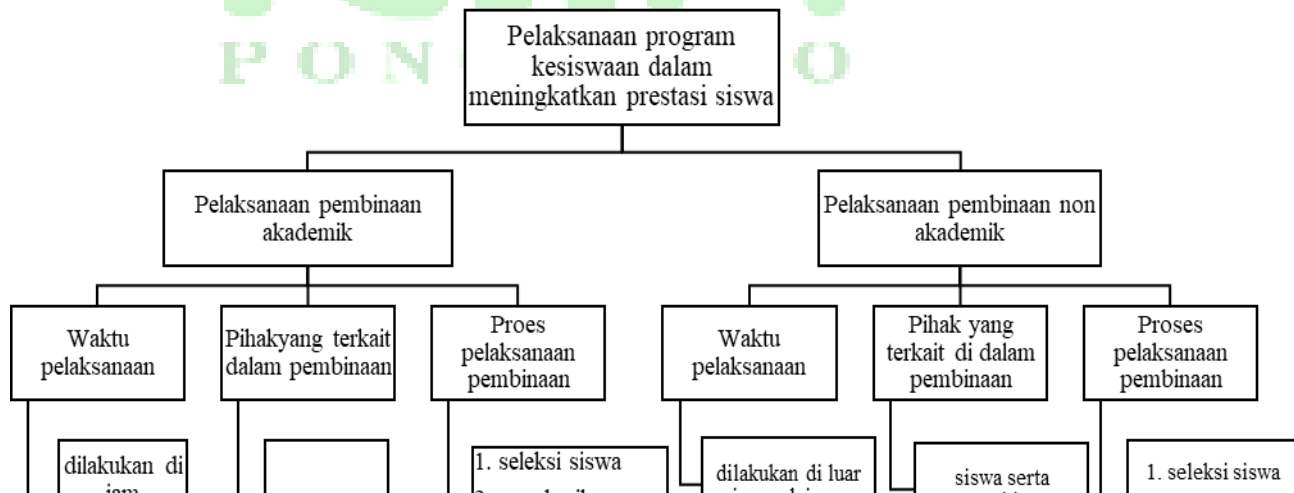 Pelaksanaan program
kesiswaan dalam
meningkatkan prestasi siswa
Pelaksanaan pembinaan
akademik
Pelaksanaan pembinaan non
akademik
Waktu
pelaksanaan
Pihakyang terkait
dalam pembinaan
Proes
pelaksanaan
pembinaan
Waktu
pelaksanaan
Pihak yang
terkait di dalam
pembinaan
Proses
pelaksanaan
pembinaan
dilakukan di
jam
1. seleksi siswa
dilakukan di luar
siswa serta
1. seleksi siswa